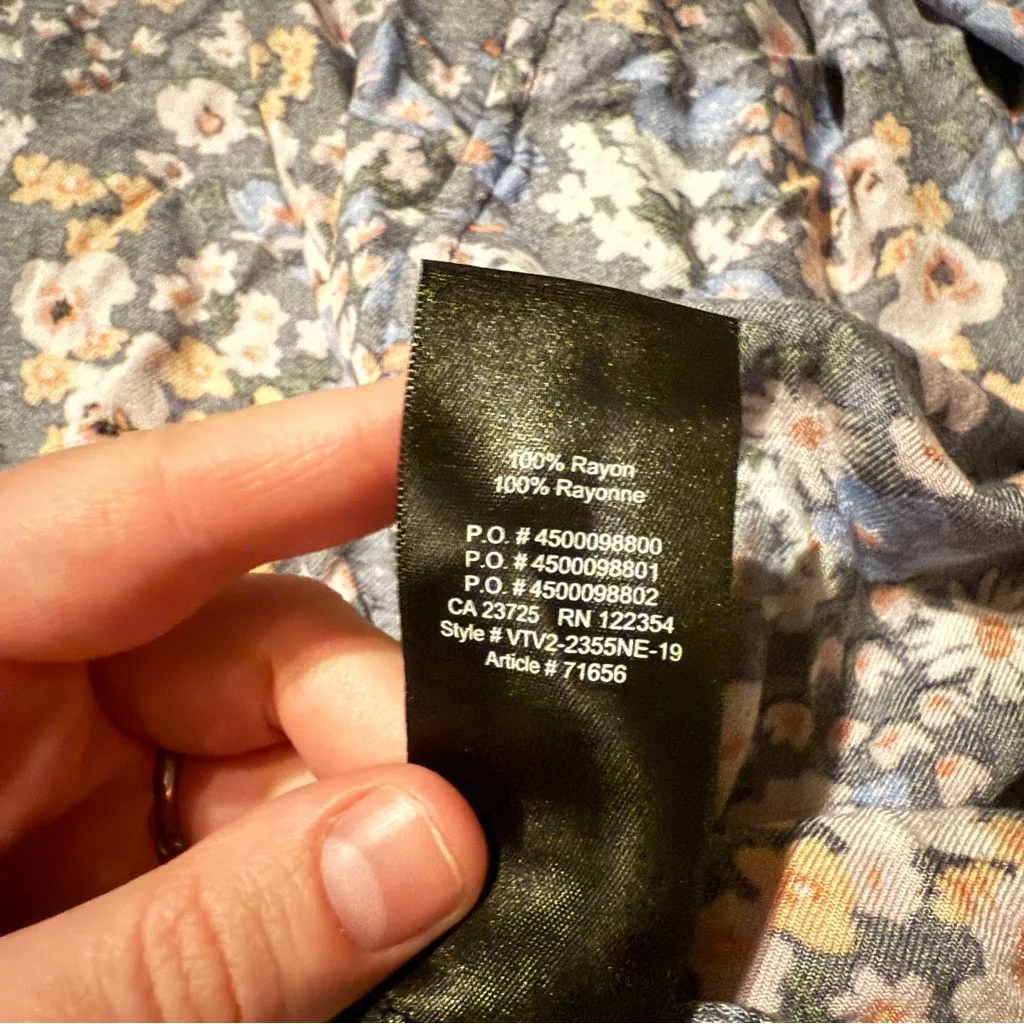 100% Rayon
100% Rayonne
P.O. # 4500098800
P.O. # 4500098801
P.O. # 4500098802
CA 23725 RN 122354
Style # VTV2-2355NE-19
Article # 71656